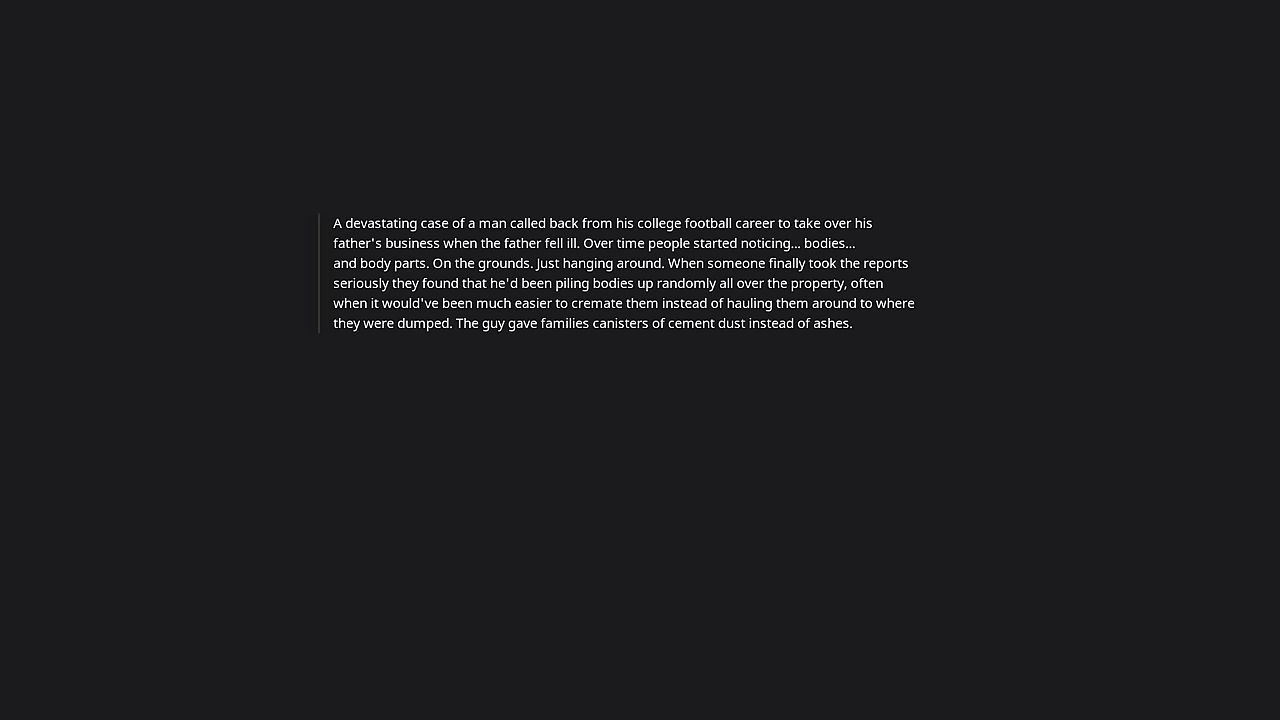 A devastating case of a man called back from his college football career to take over his
father's business when the father fell ill. Over time people started noticing... bodies...
and body parts. On the grounds. Just hanging around. When someone finally took the reports
seriously they found that he'd been piling bodies up randomly all over the property, often
when it would've been much easier to cremate them instead of hauling them around to where
they were dumped. The guy gave families canisters of cement dust instead of ashes.